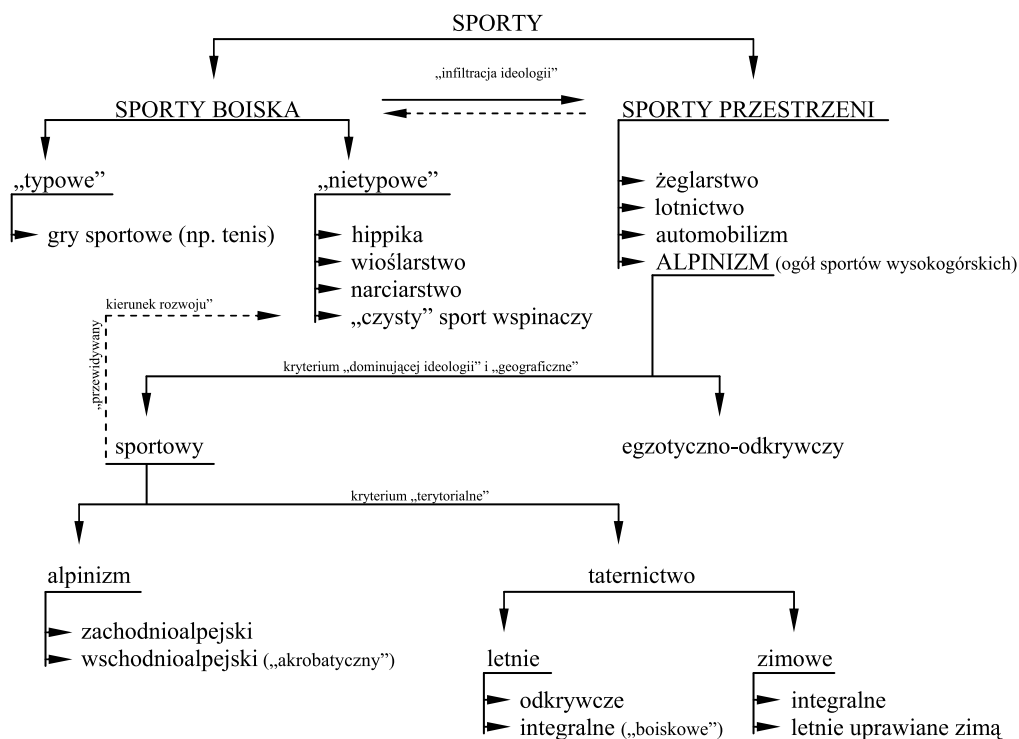 SPORTY
„infiltracja ideologii”
SPORTY BOISKA
SPORTY PRZESTRZENI
„typowe”
„nietypowe”
żeglarstwo
lotnictwo
gry sportowe (np. tenis)
hippika
automobilizm
wioślarstwo
ALPINIZM (ogół sportów wysokogórskich)
narciarstwo
„czysty” sport wspinaczy
„przewidywany
kierunek rozwoju”
kryterium „dominującej ideologii” i „geograficzne”
sportowy
egzotyczno-odkrywczy
kryterium „terytorialne”
alpinizm
taternictwo
zachodnioalpejski
wschodnioalpejski („akrobatyczny”)
letnie
zimowe
odkrywcze
integralne
integralne („boiskowe”)
letnie uprawiane zimą